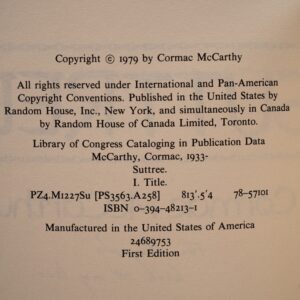 Copyright © 1979 by Cormac McCarthy
All rights reserved under International and Pan-American
Copyright Conventions. Published in the United States by
Random House, Inc., New York, and simultaneously in Canada
by Random House of Canada Limited, Toronto.
Library of Congress Cataloging in Publication Data
McCarthy, Cormac, 1933-
Suttree.
I. Title.
PZ4.M1227Su [PS3563.A258] 813'.5'4 78-57101
ISBN 0-394-48213-1
Manufactured in the United States of America
24689753
First Edition